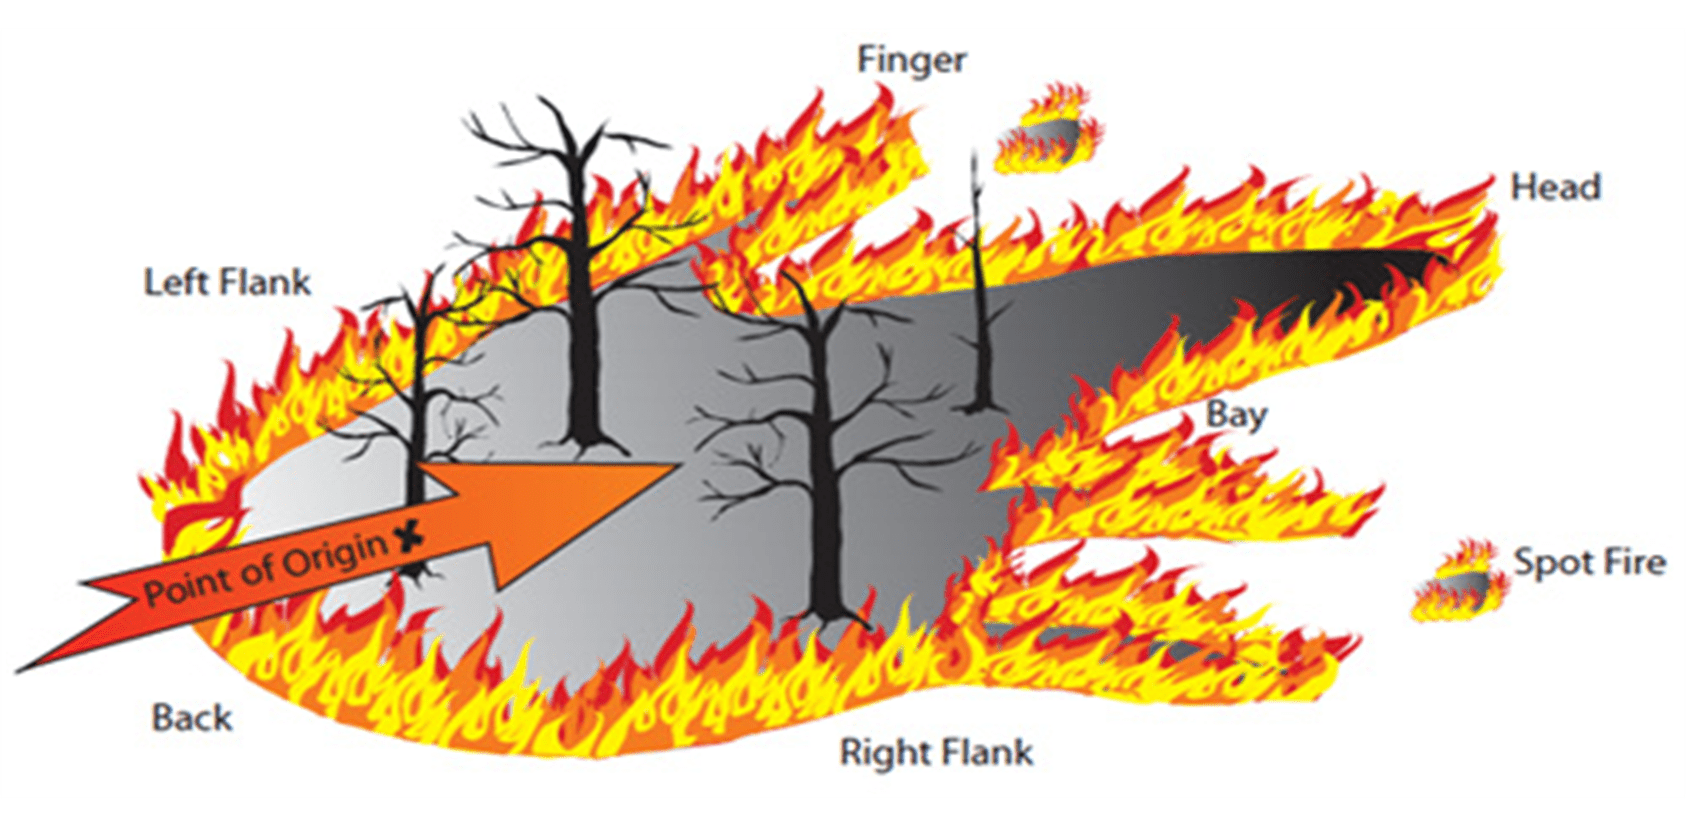 Finger
Head
Left Flank
Bay
Point of Origin
Spot Fire
Back
Right Flank